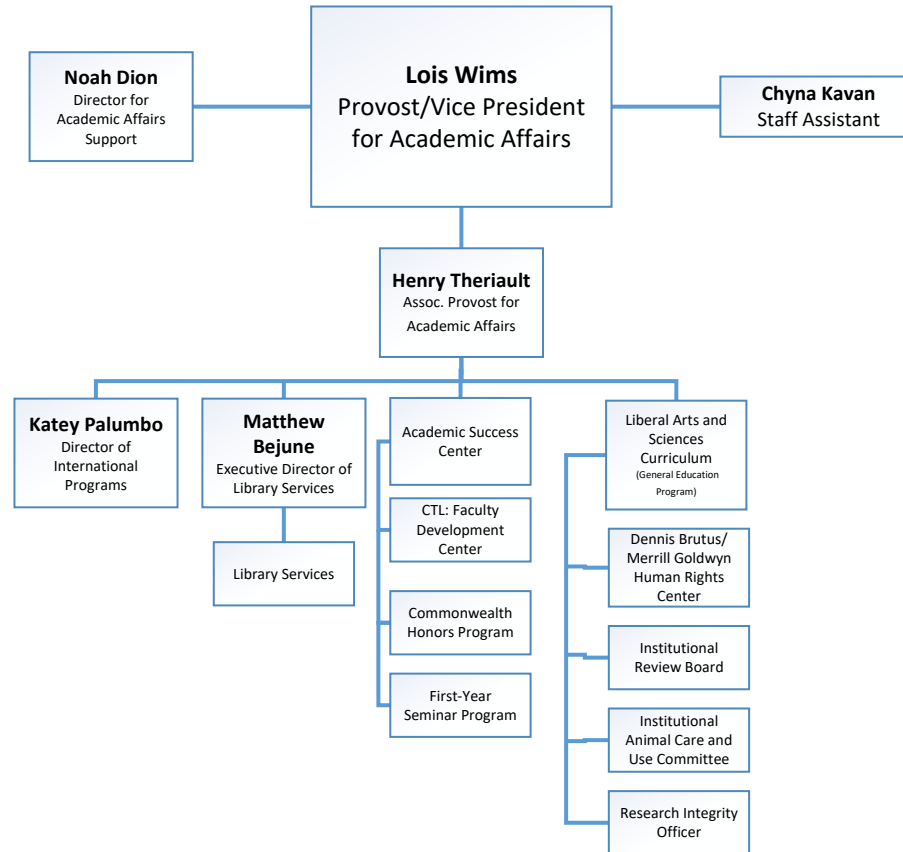 Noah Dion
Director for
Academic Affairs
Support
Lois Wims
Provost/Vice President
for Academic Affairs
Chyna Kavan
Staff Assistant
Henry Theriault
Assoc. Provost for
Academic Affairs
Katey Palumbo
Director of
International
Programs
Matthew
Bejune
Executive Director of
Library Services
Library Services
Academic Success
Center
CTL: Faculty
Development
Center
Commonwealth
Honors Program
First-Year
Seminar Program
Liberal Arts and
Sciences
Curriculum
(General Education
Program)
Dennis Brutus/
Merrill Goldwyn
Human Rights
Center
Institutional
Review Board
Institutional
Animal Care and
Use Committee
Research Integrity
Officer